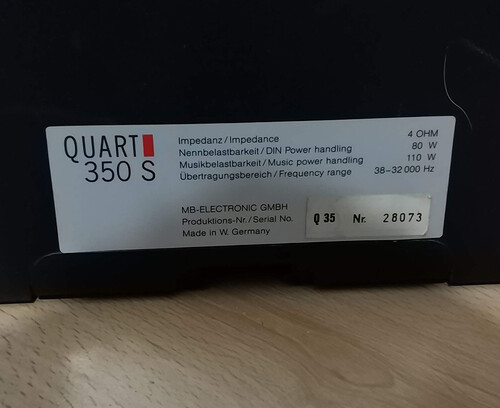 QUART
350 S
Impedanz / Impedance 4 OHM
Nennbelastbarkeit / DIN Power handling 80 W
Musikbelastbarkeit / Music power handling 110 W
Übertragungsbereich / Frequency range 38-32 000 Hz
MB-ELECTRONIC GMBH
Produktions-Nr. / Serial No. Q 35 Nr. 28073
Made in W. Germany